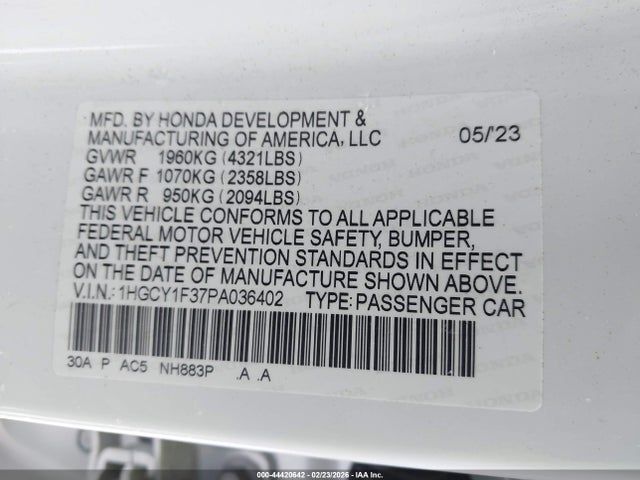 MFD. BY HONDA DEVELOPMENT &
MANUFACTURING OF AMERICA, LLC 05/23
GVWR 1960KG (4321LBS)
GAWR F 1070KG (2358LBS)
GAWR R 950KG (2094LBS)
THIS VEHICLE CONFORMS TO ALL APPLICABLE
FEDERAL MOTOR VEHICLE SAFETY, BUMPER,
AND THEFT PREVENTION STANDARDS IN EFFECT
ON THE DATE OF MANUFACTURE SHOWN ABOVE.
V.I.N.: 1HGCY1F37PA036402 TYPE: PASSENGER CAR
30A P AC5 NH883P .A .A
000-44420642 - 02/23/2026 - IAA Inc.